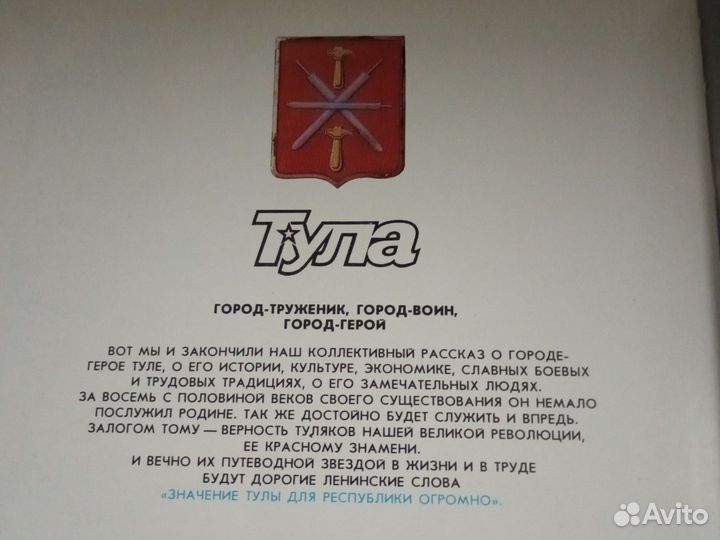 Тула
ГОРОД-ТРУЖЕНИК, ГОРОД-ВОИН,
ГОРОД-ГЕРОЙ
ВОТ МЫ И ЗАКОНЧИЛИ НАШ КОЛЛЕКТИВНЫЙ РАССКАЗ О ГОРОДЕ-
ГЕРОЕ ТУЛЕ, О ЕГО ИСТОРИИ, КУЛЬТУРЕ, ЭКОНОМИКЕ, СЛАВНЫХ БОЕВЫХ
И ТРУДОВЫХ ТРАДИЦИЯХ, О ЕГО ЗАМЕЧАТЕЛЬНЫХ ЛЮДЯХ.
ЗА ВОСЕМЬ С ПОЛОВИНОЙ ВЕКОВ СВОЕГО СУЩЕСТВОВАНИЯ ОН НЕМАЛО
ПОСЛУЖИЛ РОДИНЕ. ТАК ЖЕ ДОСТОЙНО БУДЕТ СЛУЖИТЬ И ВПРЕДЬ.
ЗАЛОГОМ ТОМУ — ВЕРНОСТЬ ТУЛЯКОВ НАШЕЙ ВЕЛИКОЙ РЕВОЛЮЦИИ,
ЕЕ КРАСНОМУ ЗНАМЕНИ.
И ВЕЧНО ИХ ПУТЕВОДНОЙ ЗВЕЗДОЙ В ЖИЗНИ И В ТРУДЕ
БУДУТ ДОРОГИЕ ЛЕНИНСКИЕ СЛОВА
«ЗНАЧЕНИЕ ТУЛЫ ДЛЯ РЕСПУБЛИКИ ОГРОМНО».
Avito